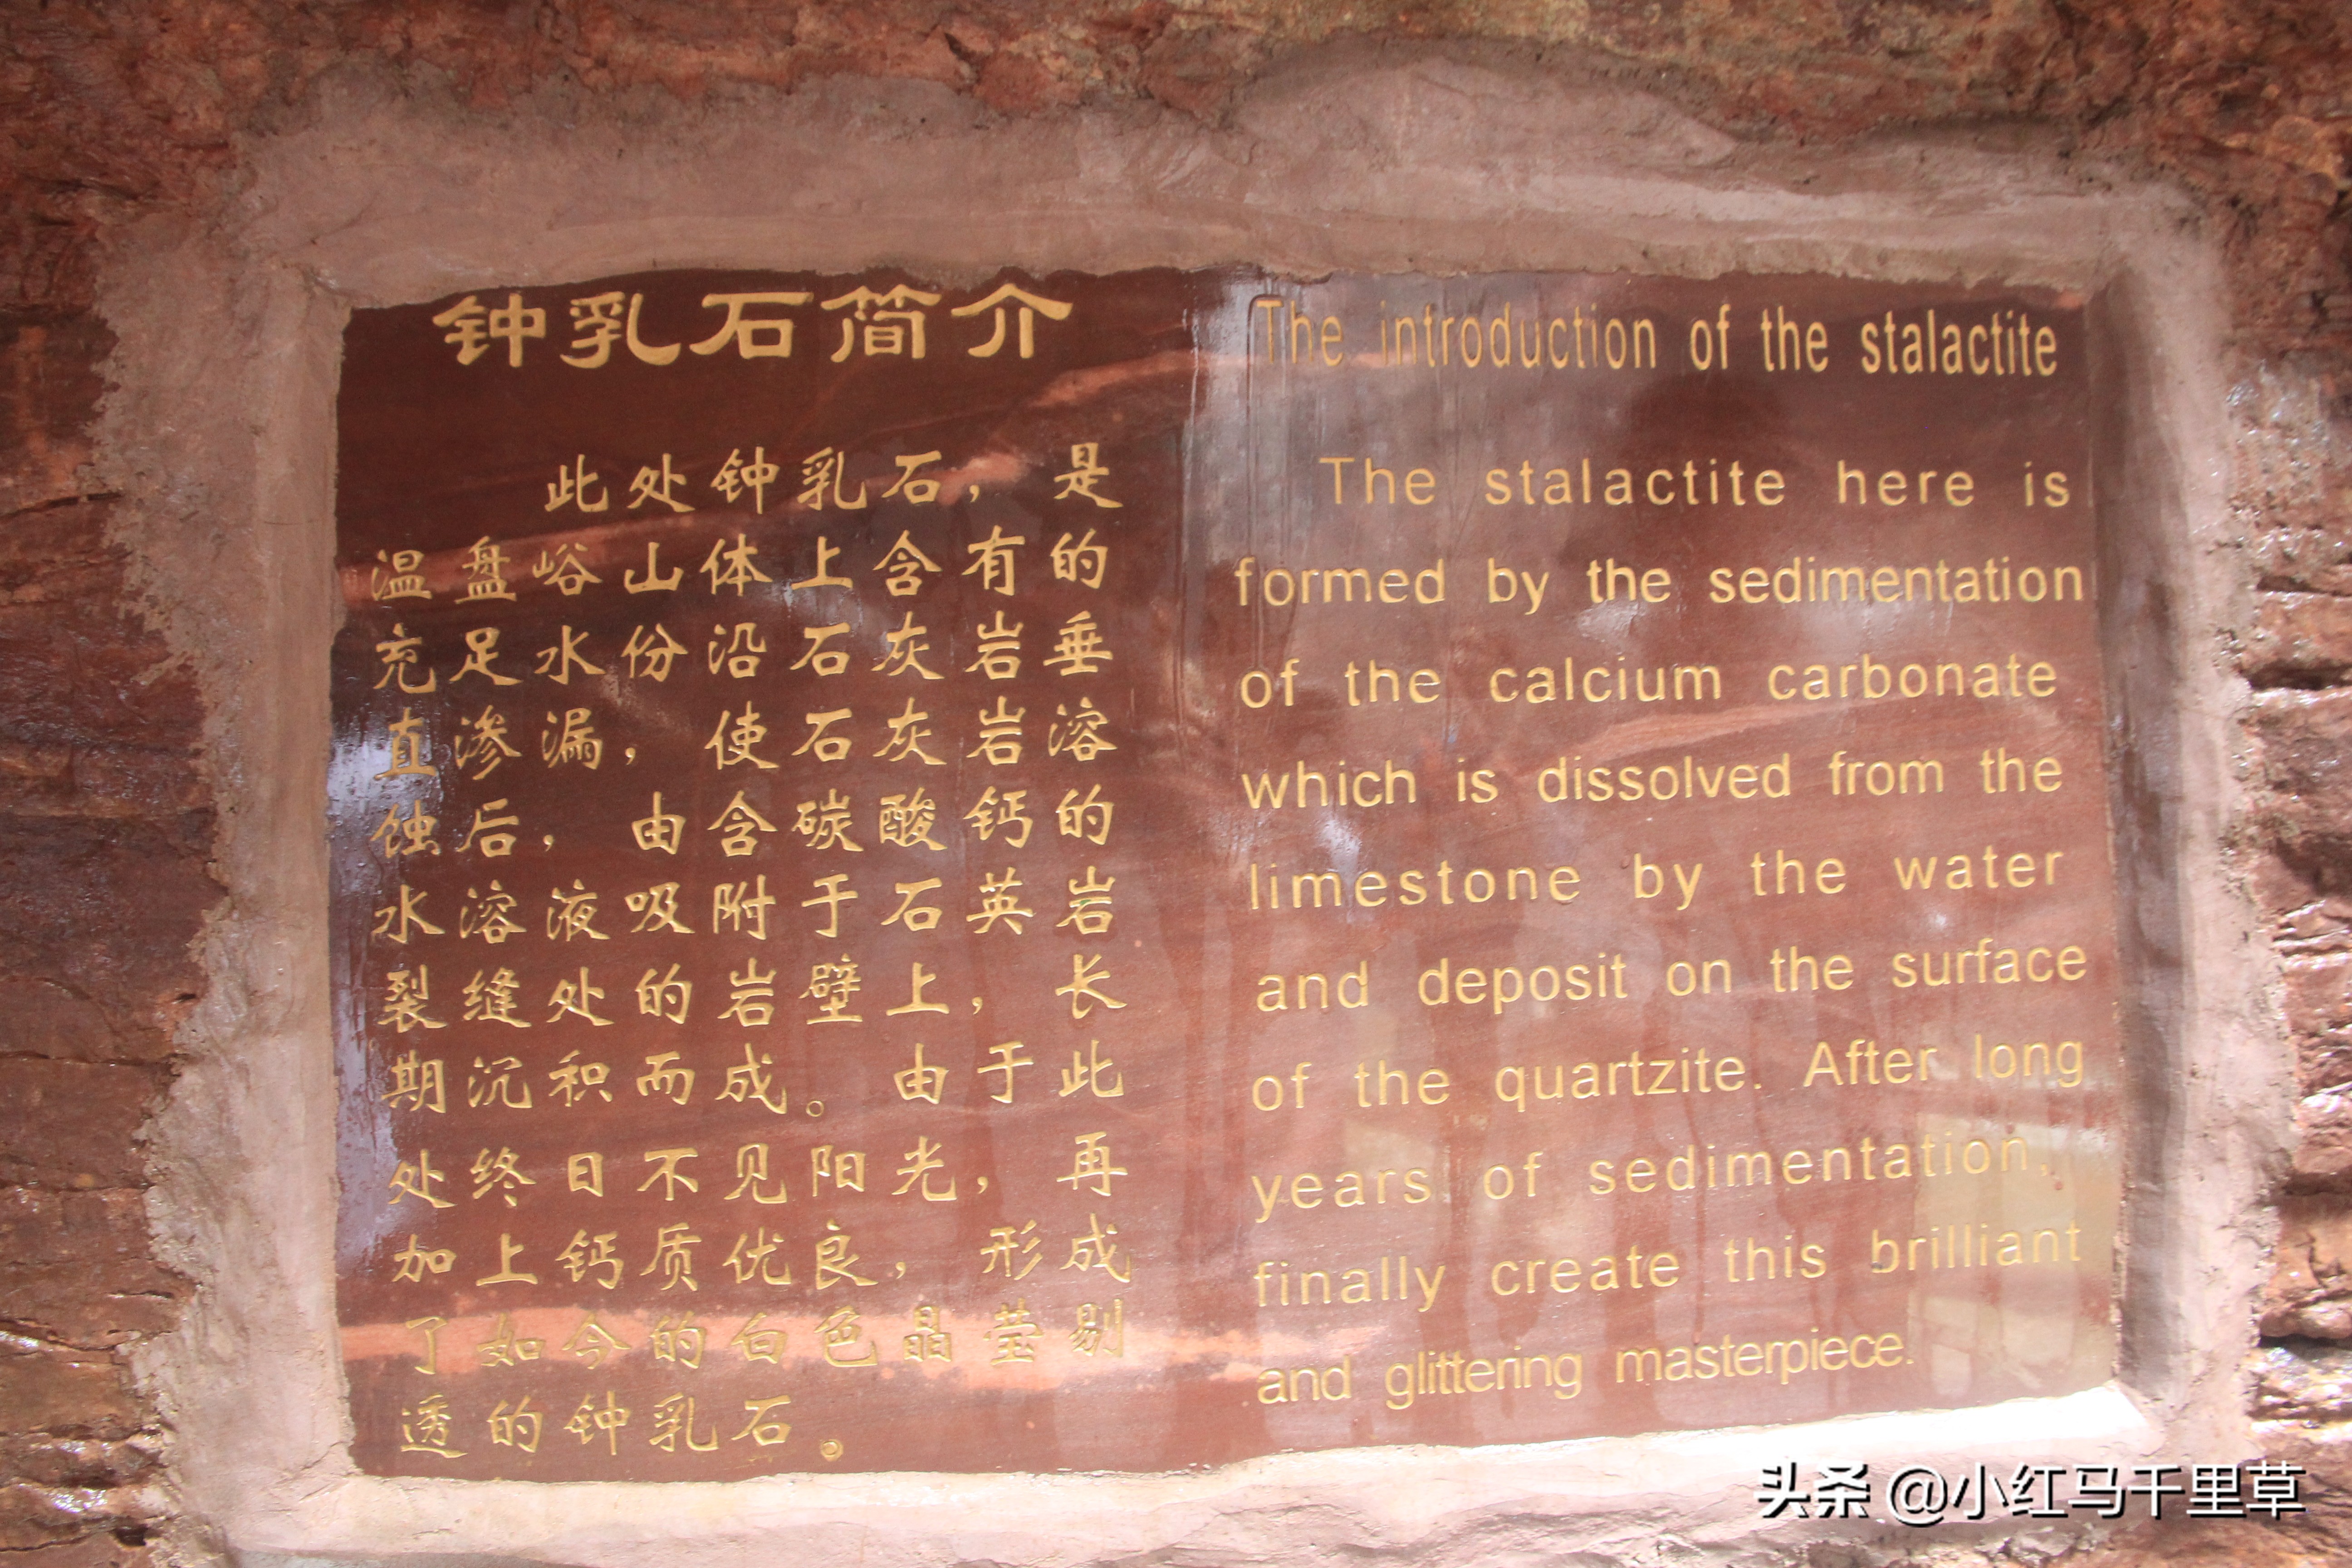 钟乳石简介
此处钟乳石，是
温盘峪山体上含有的
充足水份沿石灰岩垂
直渗漏，使石灰岩溶
蚀后，由含碳酸钙的
水溶液吸附于石英岩
裂缝处的岩壁上，长
期沉积而成。由于此
处终日不见阳光，再
加上钙质优良，形成
了如今的白色晶莹剔
透的钟乳石。
The introduction of the stalactite
The stalactite here is
formed by the sedimentation
of the calcium carbonate
which is dissolved from the
limestone by the water
and deposit on the surface
of the quartzite. After long
years of sedimentation,
finally create this brilliant
and glittering masterpiece.
头条 @小红马千里草